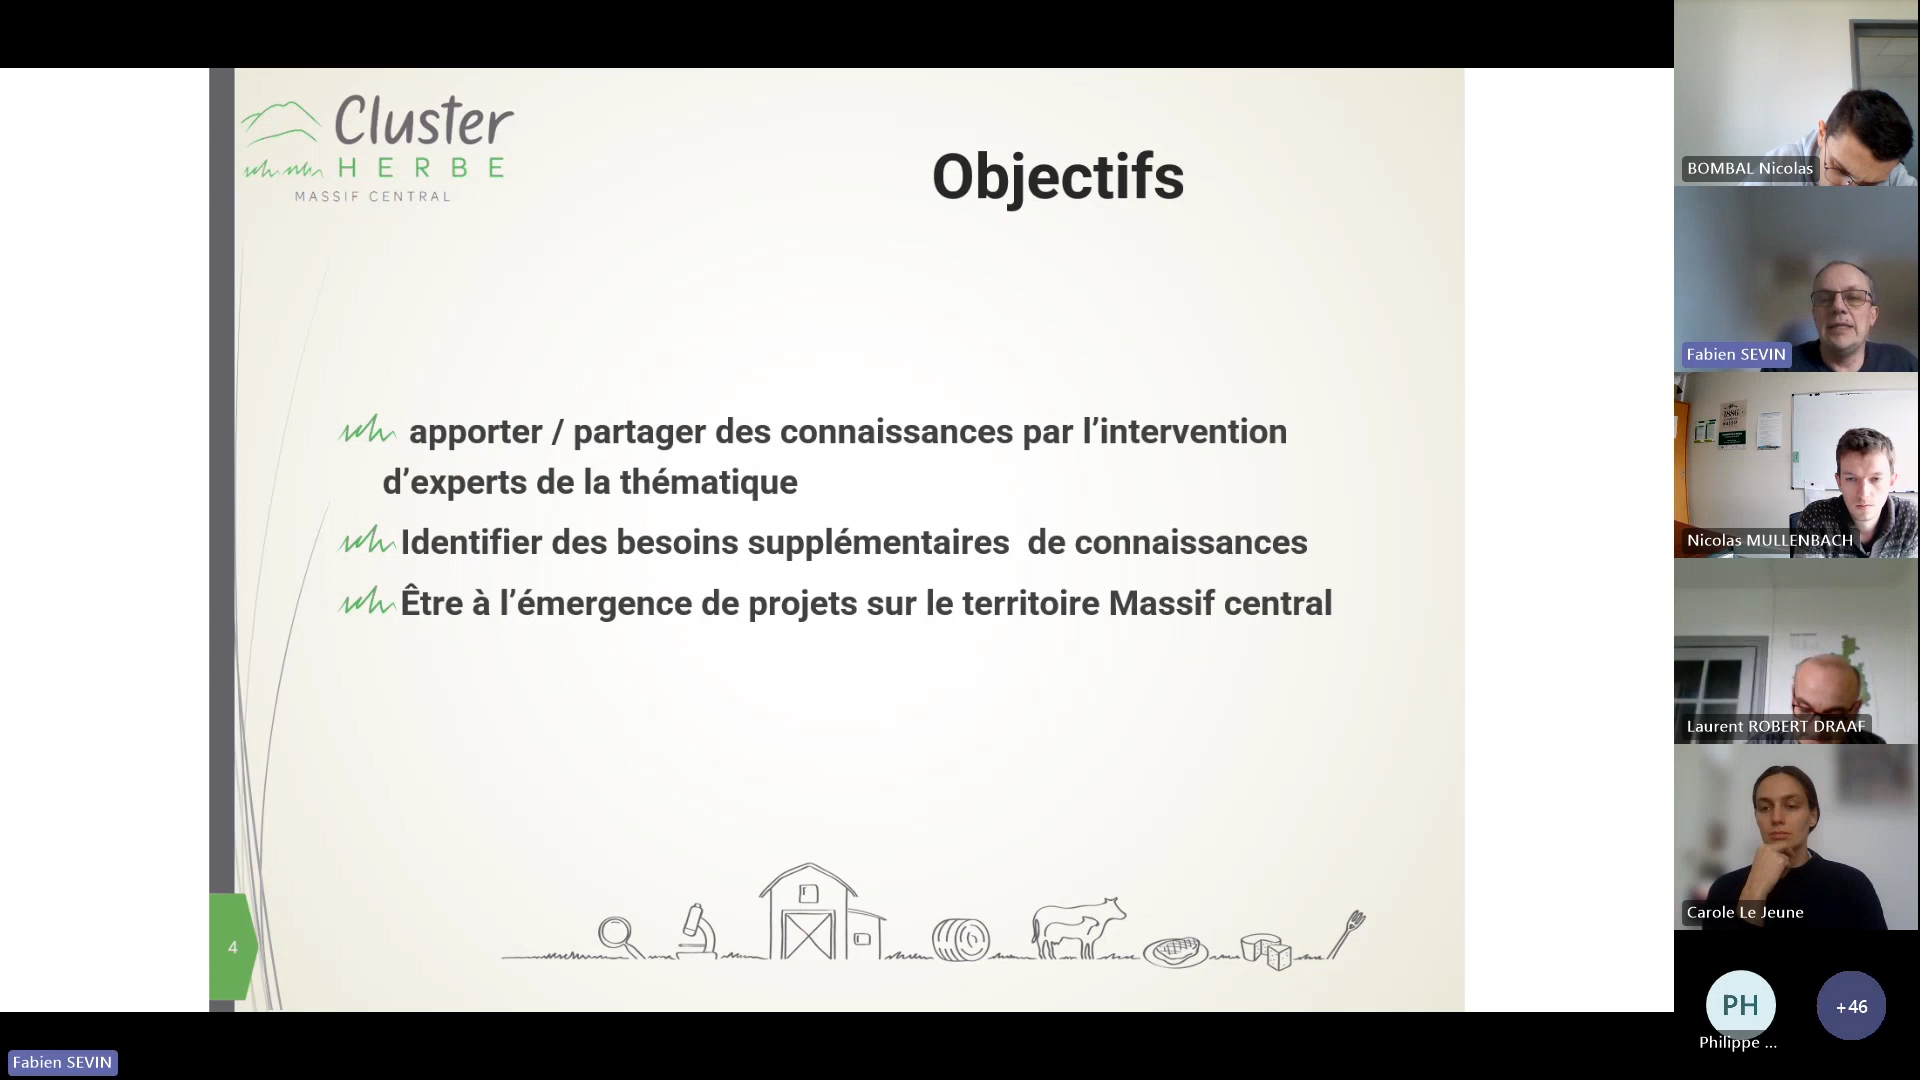 Cluster
HERBE
MASSIF CENTRAL
Objectifs
apporter / partager des connaissances par l’intervention
d’experts de la thématique
Identifier des besoins supplémentaires  de connaissances
Être à l’émergence de projets sur le territoire Massif central
4
BOMBAL Nicolas
Fabien SEVIN
1886
Nicolas MULLENBACH
Laurent ROBERT DRAAF
Carole Le Jeune
PH
+46
Philippe ...
Fabien SEVIN